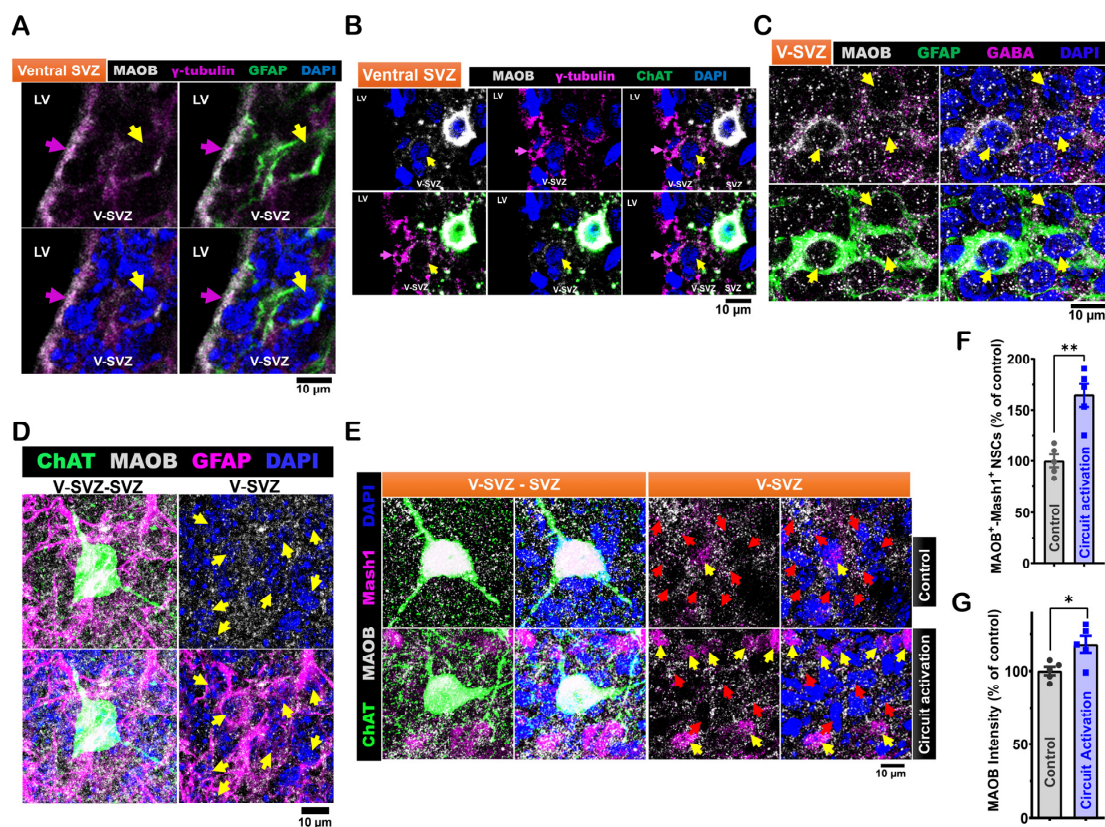 A
Ventral SVZ MAOB γ-tubulin GFAP DAPI
LV LV
V-SVZ V-SVZ
LV LV
V-SVZ V-SVZ
10 μm
B
Ventral SVZ MAOB γ-tubulin ChAT DAPI
LV LV LV
V-SVZ V-SVZ V-SVZ SVZ
LV LV LV
V-SVZ V-SVZ V-SVZ SVZ
10 μm
C
V-SVZ MAOB GFAP GABA DAPI
10 μm
D
ChAT MAOB GFAP DAPI
V-SVZ-SVZ V-SVZ
10 μm
E
V-SVZ - SVZ V-SVZ
ChAT MAOB Mash1 DAPI
Control
Circuit activation
10 μm
F
MAOB⁺-Mash1⁺ NSCs (% of control)
200
150
100
50
0
**
Control
Circuit activation
G
MAOB Intensity (% of control)
100
50
0
*
Control
Circuit Activation